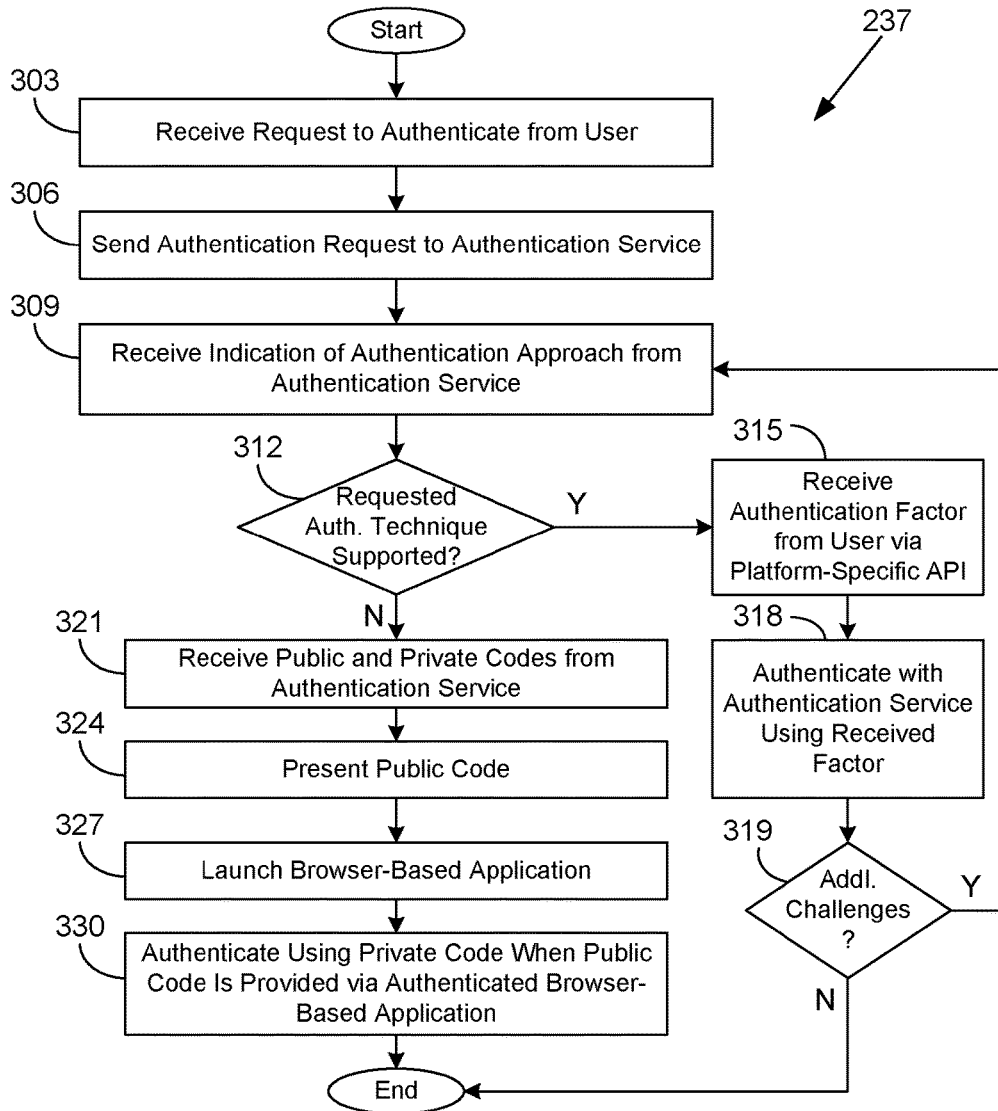 Start
237
303
Receive Request to Authenticate from User
306
Send Authentication Request to Authentication Service
309
Receive Indication of Authentication Approach from
Authentication Service
312
Requested
Auth. Technique
Supported?
Y
N
315
Receive
Authentication Factor
from User via
Platform-Specific API
318
Authenticate with
Authentication Service
Using Received
Factor
319
Addl.
Challenges
?
Y
N
321
Receive Public and Private Codes from
Authentication Service
324
Present Public Code
327
Launch Browser-Based Application
330
Authenticate Using Private Code When Public
Code Is Provided via Authenticated Browser-
Based Application
End